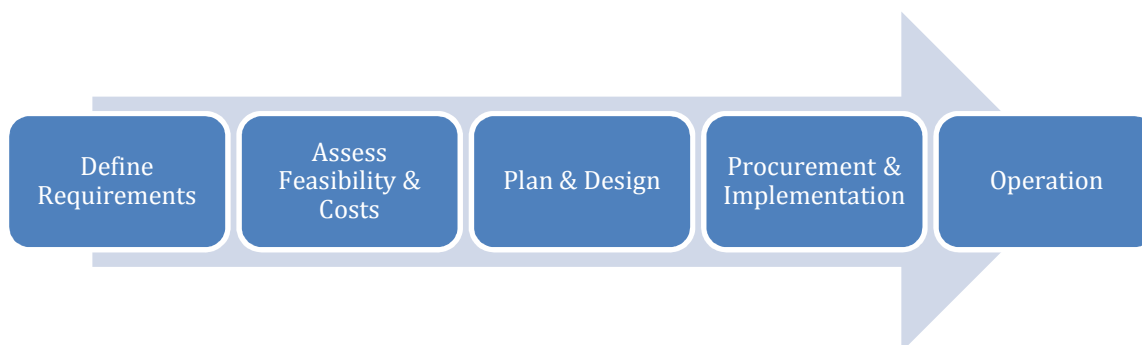 Define
Requirements
Assess
Feasibility &
Costs
Plan & Design
Procurement &
Implementation
Operation